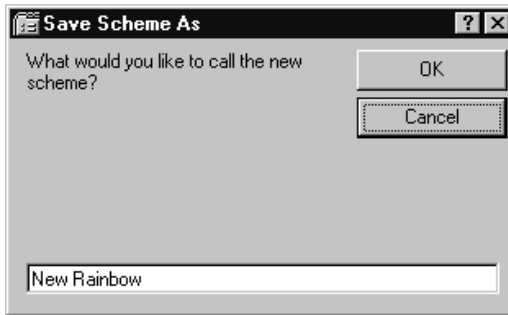 Save Scheme As
What would you like to call the new
scheme?
OK
Cancel
New Rainbow